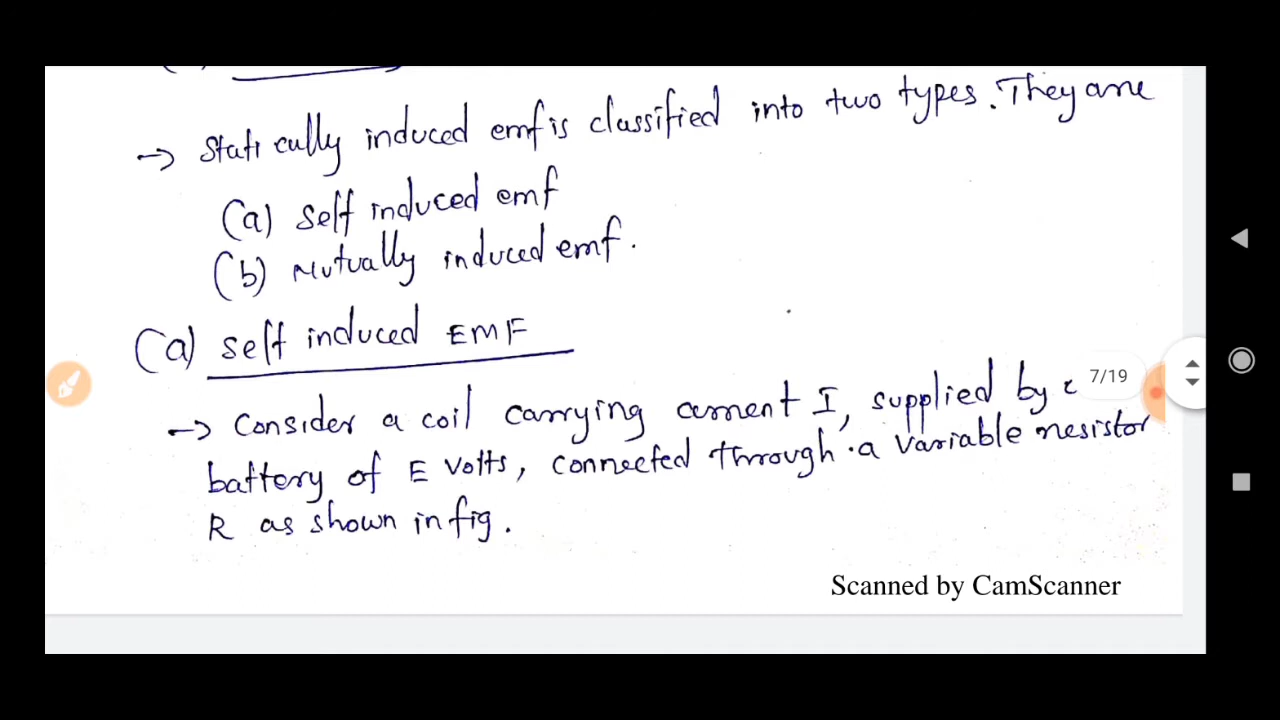 → Statically induced emf is classified into two types. They are
(a) self induced emf
(b) Mutually induced emf.
(a) self induced EMF
→ Consider a coil carrying current I, supplied by
7/19
battery of E volts, connected through a variable resistor
R as shown in fig.
Scanned by CamScanner